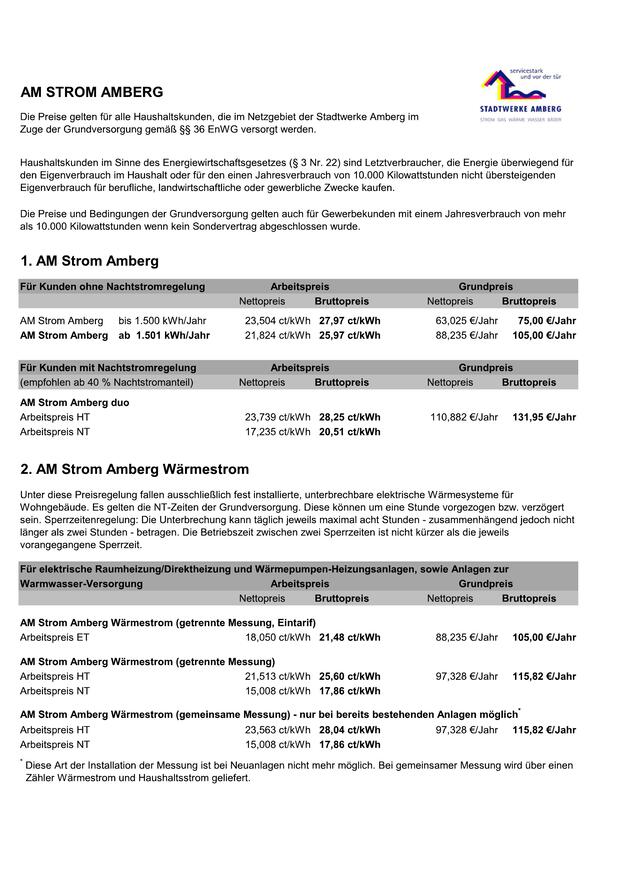 servicestark
und vor der tür
STADTWERKE AMBERG
STROM GAS WÄRME WASSER BÄDER
AM STROM AMBERG
Die Preise gelten für alle Haushaltskunden, die im Netzgebiet der Stadtwerke Amberg im
Zuge der Grundversorgung gemäß §§ 36 EnWG versorgt werden.
Haushaltskunden im Sinne des Energiewirtschaftsgesetzes (§ 3 Nr. 22) sind Letztverbraucher, die Energie überwiegend für
den Eigenverbrauch im Haushalt oder für den einen Jahresverbrauch von 10.000 Kilowattstunden nicht übersteigenden
Eigenverbrauch für berufliche, landwirtschaftliche oder gewerbliche Zwecke kaufen.
Die Preise und Bedingungen der Grundversorgung gelten auch für Gewerbekunden mit einem Jahresverbrauch von mehr
als 10.000 Kilowattstunden wenn kein Sondervertrag abgeschlossen wurde.
1. AM Strom Amberg
Für Kunden ohne Nachtstromregelung Arbeitspreis Grundpreis
Nettopreis Bruttopreis Nettopreis Bruttopreis
AM Strom Amberg bis 1.500 kWh/Jahr 23,504 ct/kWh 27,97 ct/kWh 63,025 €/Jahr 75,00 €/Jahr
AM Strom Amberg ab 1.501 kWh/Jahr 21,824 ct/kWh 25,97 ct/kWh 88,235 €/Jahr 105,00 €/Jahr
Für Kunden mit Nachtstromregelung Arbeitspreis Grundpreis
(empfohlen ab 40 % Nachtstromanteil) Nettopreis Bruttopreis Nettopreis Bruttopreis
AM Strom Amberg duo
Arbeitspreis HT 23,739 ct/kWh 28,25 ct/kWh 110,882 €/Jahr 131,95 €/Jahr
Arbeitspreis NT 17,235 ct/kWh 20,51 ct/kWh
2. AM Strom Amberg Wärmestrom
Unter diese Preisregelung fallen ausschließlich fest installierte, unterbrechbare elektrische Wärmesysteme für
Wohngebäude. Es gelten die NT-Zeiten der Grundversorgung. Diese können um eine Stunde vorgezogen bzw. verzögert
sein. Sperrzeitenregelung: Die Unterbrechung kann täglich jeweils maximal acht Stunden - zusammenhängend jedoch nicht
länger als zwei Stunden - betragen. Die Betriebszeit zwischen zwei Sperrzeiten ist nicht kürzer als die jeweils
vorangegangene Sperrzeit.
Für elektrische Raumheizung/Direktheizung und Wärmepumpen-Heizungsanlagen, sowie Anlagen zur
Warmwasser-Versorgung Arbeitspreis Grundpreis
Nettopreis Bruttopreis Nettopreis Bruttopreis
AM Strom Amberg Wärmestrom (getrennte Messung, Eintarif)
Arbeitspreis ET 18,050 ct/kWh 21,48 ct/kWh 88,235 €/Jahr 105,00 €/Jahr
AM Strom Amberg Wärmestrom (getrennte Messung)
Arbeitspreis HT 21,513 ct/kWh 25,60 ct/kWh 97,328 €/Jahr 115,82 €/Jahr
Arbeitspreis NT 15,008 ct/kWh 17,86 ct/kWh
AM Strom Amberg Wärmestrom (gemeinsame Messung) - nur bei bereits bestehenden Anlagen möglich*
Arbeitspreis HT 23,563 ct/kWh 28,04 ct/kWh 97,328 €/Jahr 115,82 €/Jahr
Arbeitspreis NT 15,008 ct/kWh 17,86 ct/kWh
* Diese Art der Installation der Messung ist bei Neuanlagen nicht mehr möglich. Bei gemeinsamer Messung wird über einen
Zähler Wärmestrom und Haushaltsstrom geliefert.